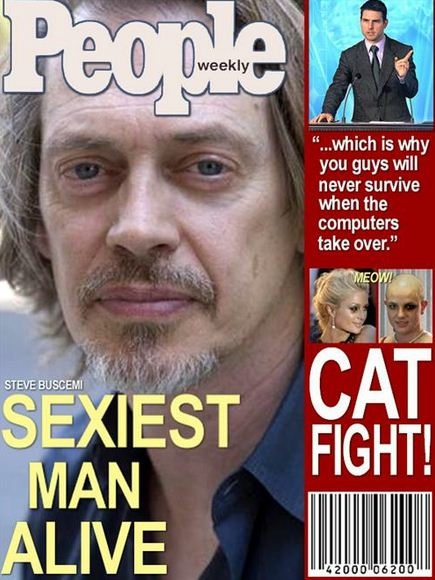 People
weekly
"...which is why
you guys will
never survive
when the
computers
take over."
MEOW!
CAT
FIGHT!
STEVE BUSCEMI
SEXIEST
MAN
ALIVE
42000 06200